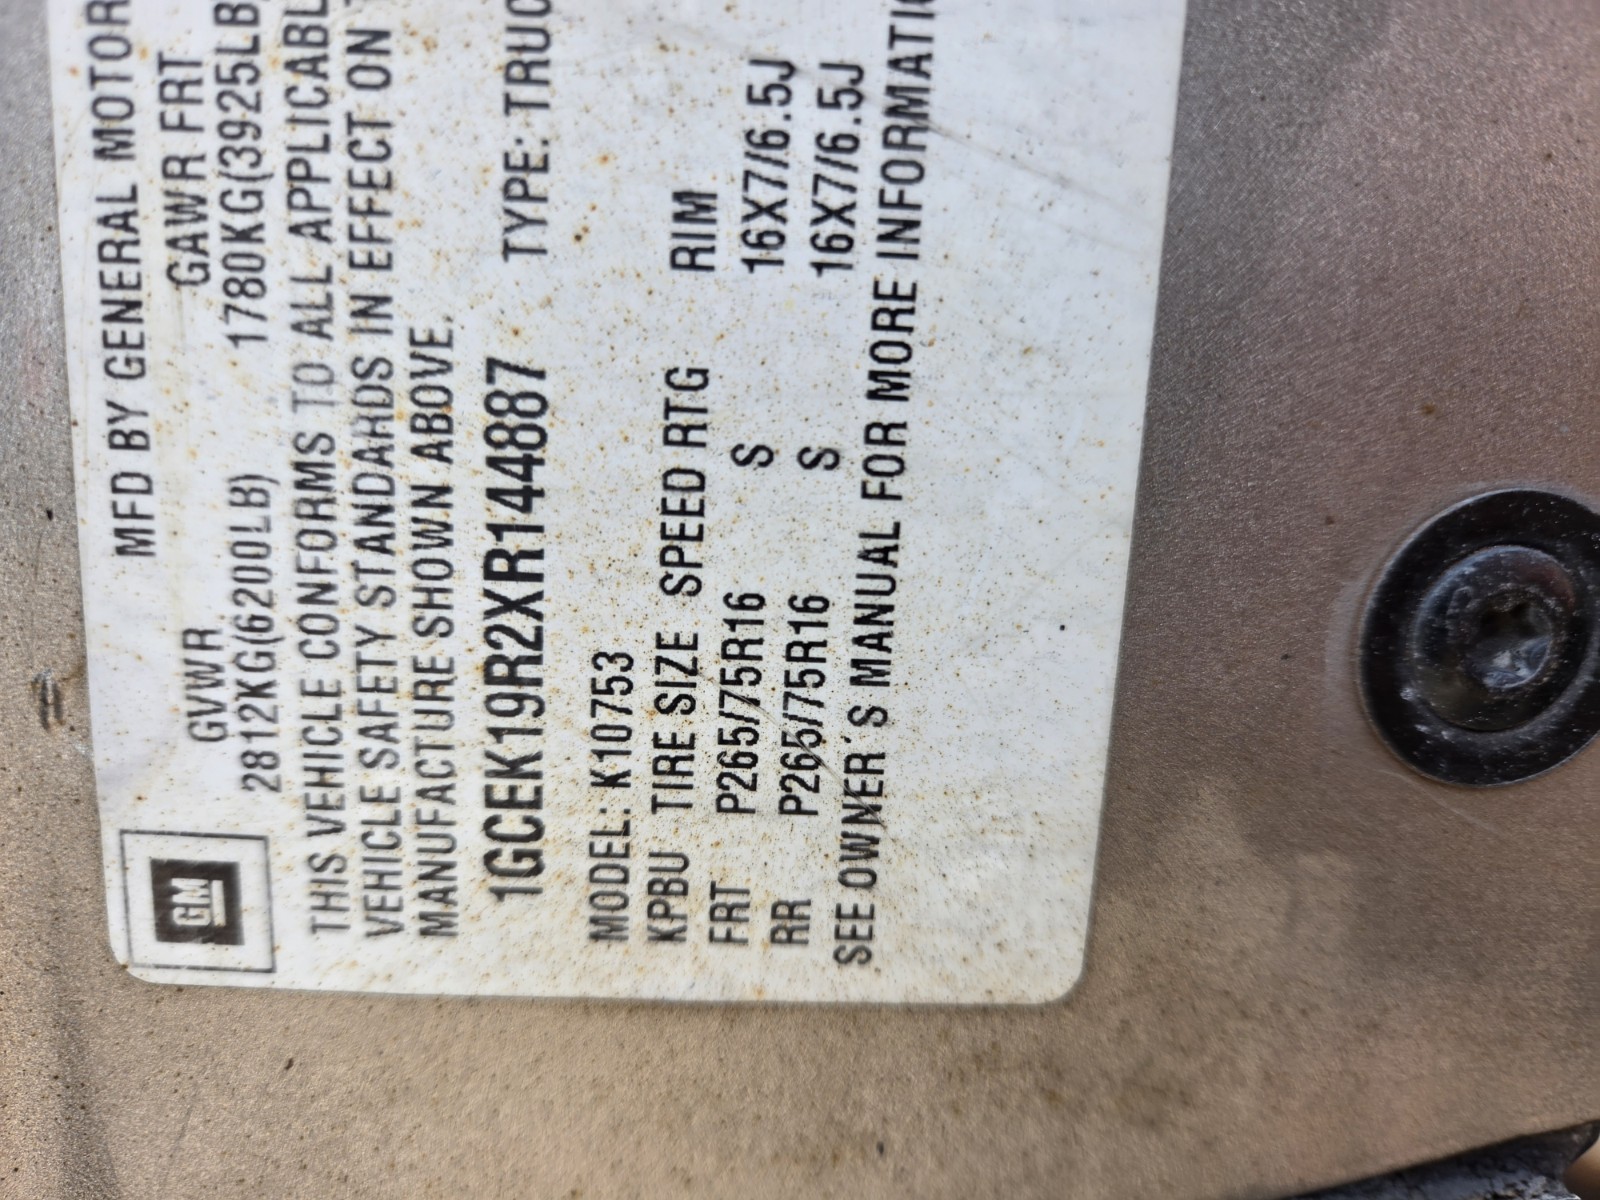 MFD BY GENERAL MOTOR
GM
GVWR GAWR FRT
2812KG(6200LB) 1780KG(3925LB
THIS VEHICLE CONFORMS TO ALL APPLICABL
VEHICLE SAFETY STANDARDS IN EFFECT ON T
MANUFACTURE SHOWN ABOVE.
1GCEK19R2XR14887 TYPE: TRUC
MODEL: K10753
KPBU TIRE SIZE SPEED RTG RIM
FRT P265/75R16 S 16X7/6.5J
RR P265/75R16 S 16X7/6.5J
SEE OWNER'S MANUAL FOR MORE INFORMATIO